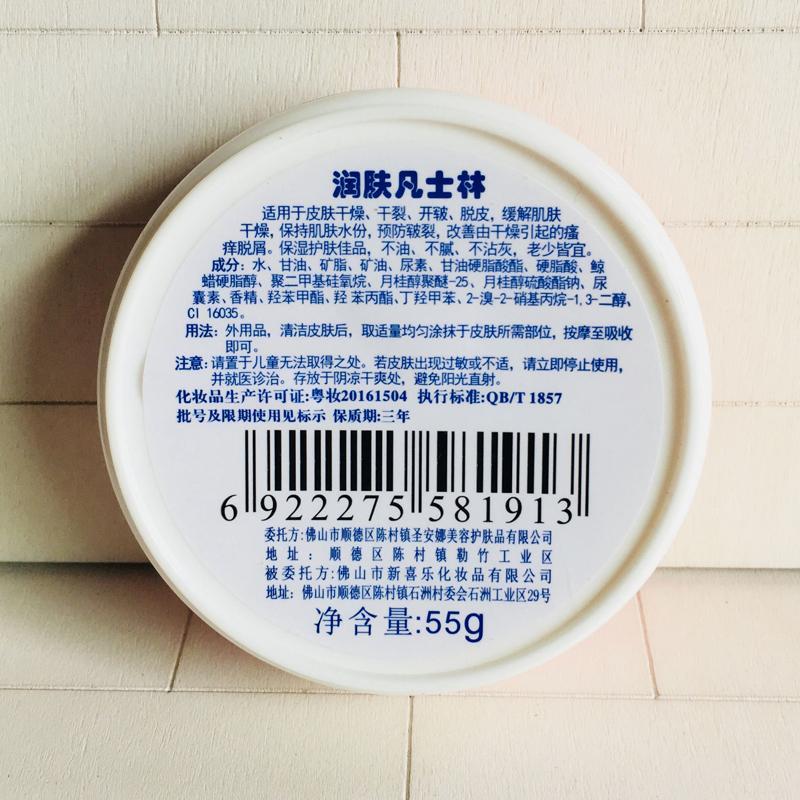 润肤凡士林
适用于皮肤干燥、干裂、开皲、脱皮，缓解肌肤
干燥，保持肌肤水份，预防皲裂，改善由干燥引起的瘙
痒脱屑。保湿护肤佳品，不油、不腻、不沾灰，老少皆宜。
成分：水、甘油、矿脂、矿油、尿素、甘油硬脂酸酯、硬脂酸、鲸
蜡硬脂醇、聚二甲基硅氧烷、月桂醇聚醚-25、月桂醇硫酸酯钠、尿
囊素、香精、羟苯甲酯、羟苯丙酯、丁羟甲苯、2-溴-2-硝基丙烷-1,3-二醇、
CI 16035。
用法：外用品，清洁皮肤后，取适量均匀涂抹于皮肤所需部位，按摩至吸收
即可。
注意：请置于儿童无法取得之处。若皮肤出现过敏或不适，请立即停止使用，
并就医诊治。存放于阴凉干爽处，避免阳光直射。
化妆品生产许可证:粤妆20161504 执行标准:QB/T 1857
批号及限期使用见标示 保质期:三年
6 922275 581913
委托方:佛山市顺德区陈村镇圣安娜美容护肤品有限公司
地址：顺德区陈村镇勒竹工业区
被委托方:佛山市新喜乐化妆品有限公司
地址：佛山市顺德区陈村镇石洲村委会石洲工业区29号
净含量:55g